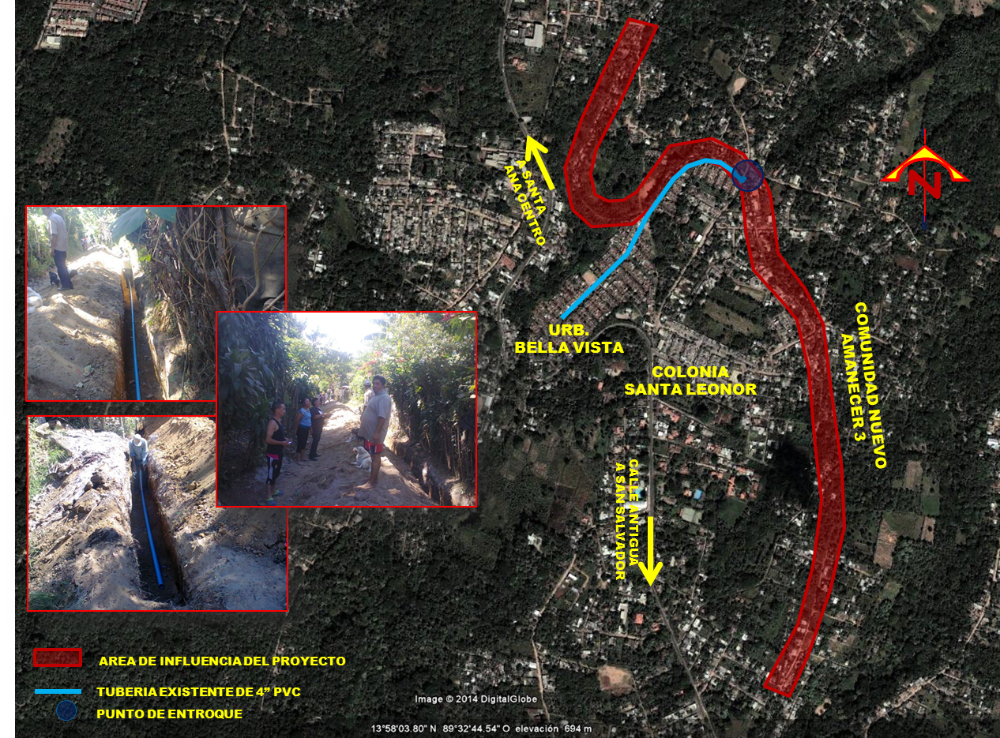 A SANTA
ANA CENTRO
N
URB.
BELLA VISTA
COLONIA
SANTA LEONOR
COMUNIDAD NUEVO
AMANECER 3
CALLE ANTIGUA
A SAN SALVADOR
AREA DE INFLUENCIA DEL PROYECTO
TUBERIA EXISTENTE DE 4” PVC
PUNTO DE ENTROQUE
Image © 2014 DigitalGlobe
13°58'03.80" N 89°32'44.54" O elevación 694 m